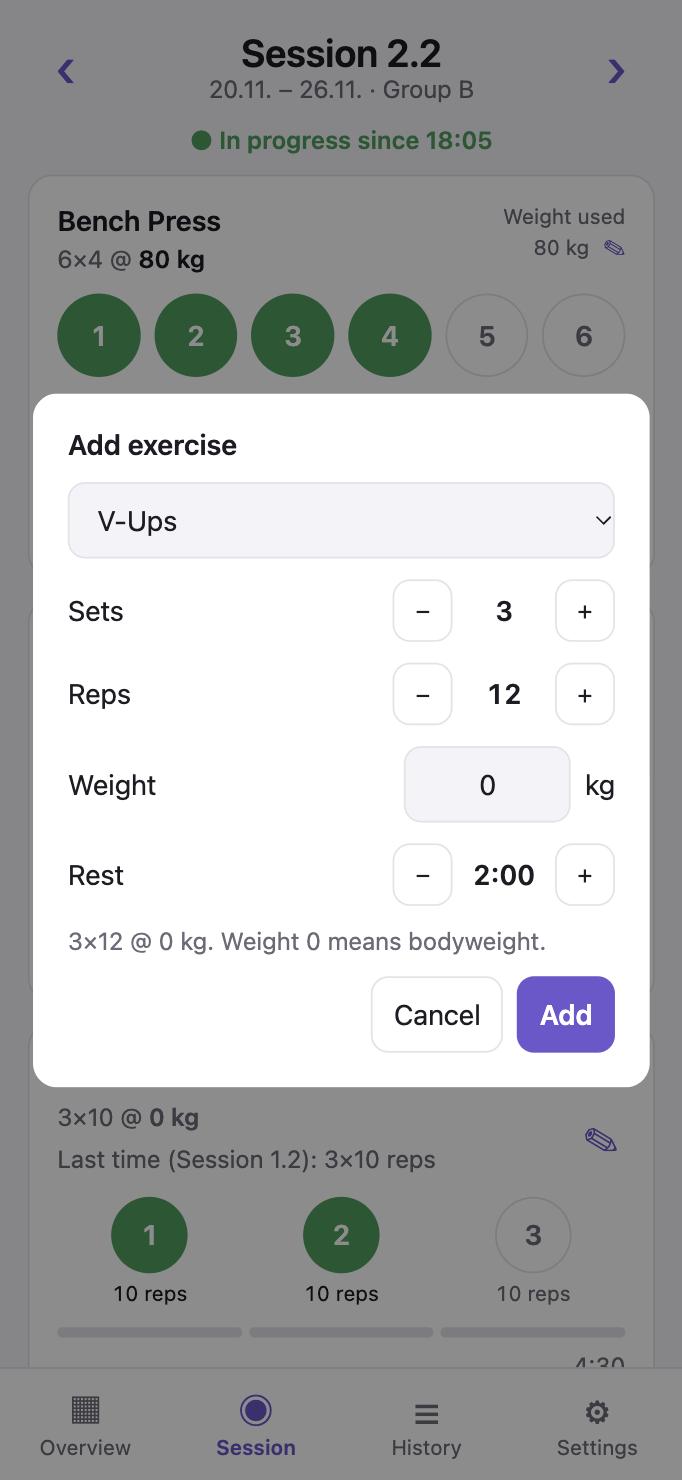 Session 2.2
20.11. – 26.11. · Group B
In progress since 18:05
Bench Press
Weight used
6×4 @ 80 kg
80 kg
1 2 3 4 5 6
Add exercise
V-Ups
Sets − 3 +
Reps − 12 +
Weight 0 kg
Rest − 2:00 +
3×12 @ 0 kg. Weight 0 means bodyweight.
Cancel Add
3×10 @ 0 kg
Last time (Session 1.2): 3×10 reps
1 2 3
10 reps 10 reps 10 reps
4:30
Overview Session History Settings